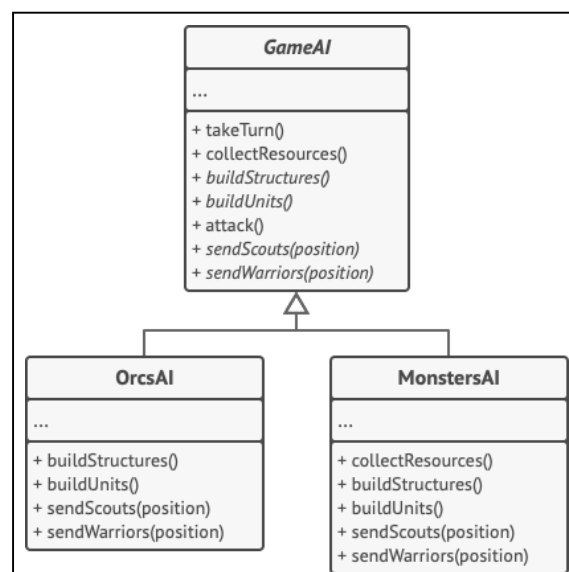 GameAI
...
+ takeTurn()
+ collectResources()
+ buildStructures()
+ buildUnits()
+ attack()
+ sendScouts(position)
+ sendWarriors(position)
OrcsAI
...
+ buildStructures()
+ buildUnits()
+ sendScouts(position)
+ sendWarriors(position)
MonstersAI
...
+ collectResources()
+ buildStructures()
+ buildUnits()
+ sendScouts(position)
+ sendWarriors(position)